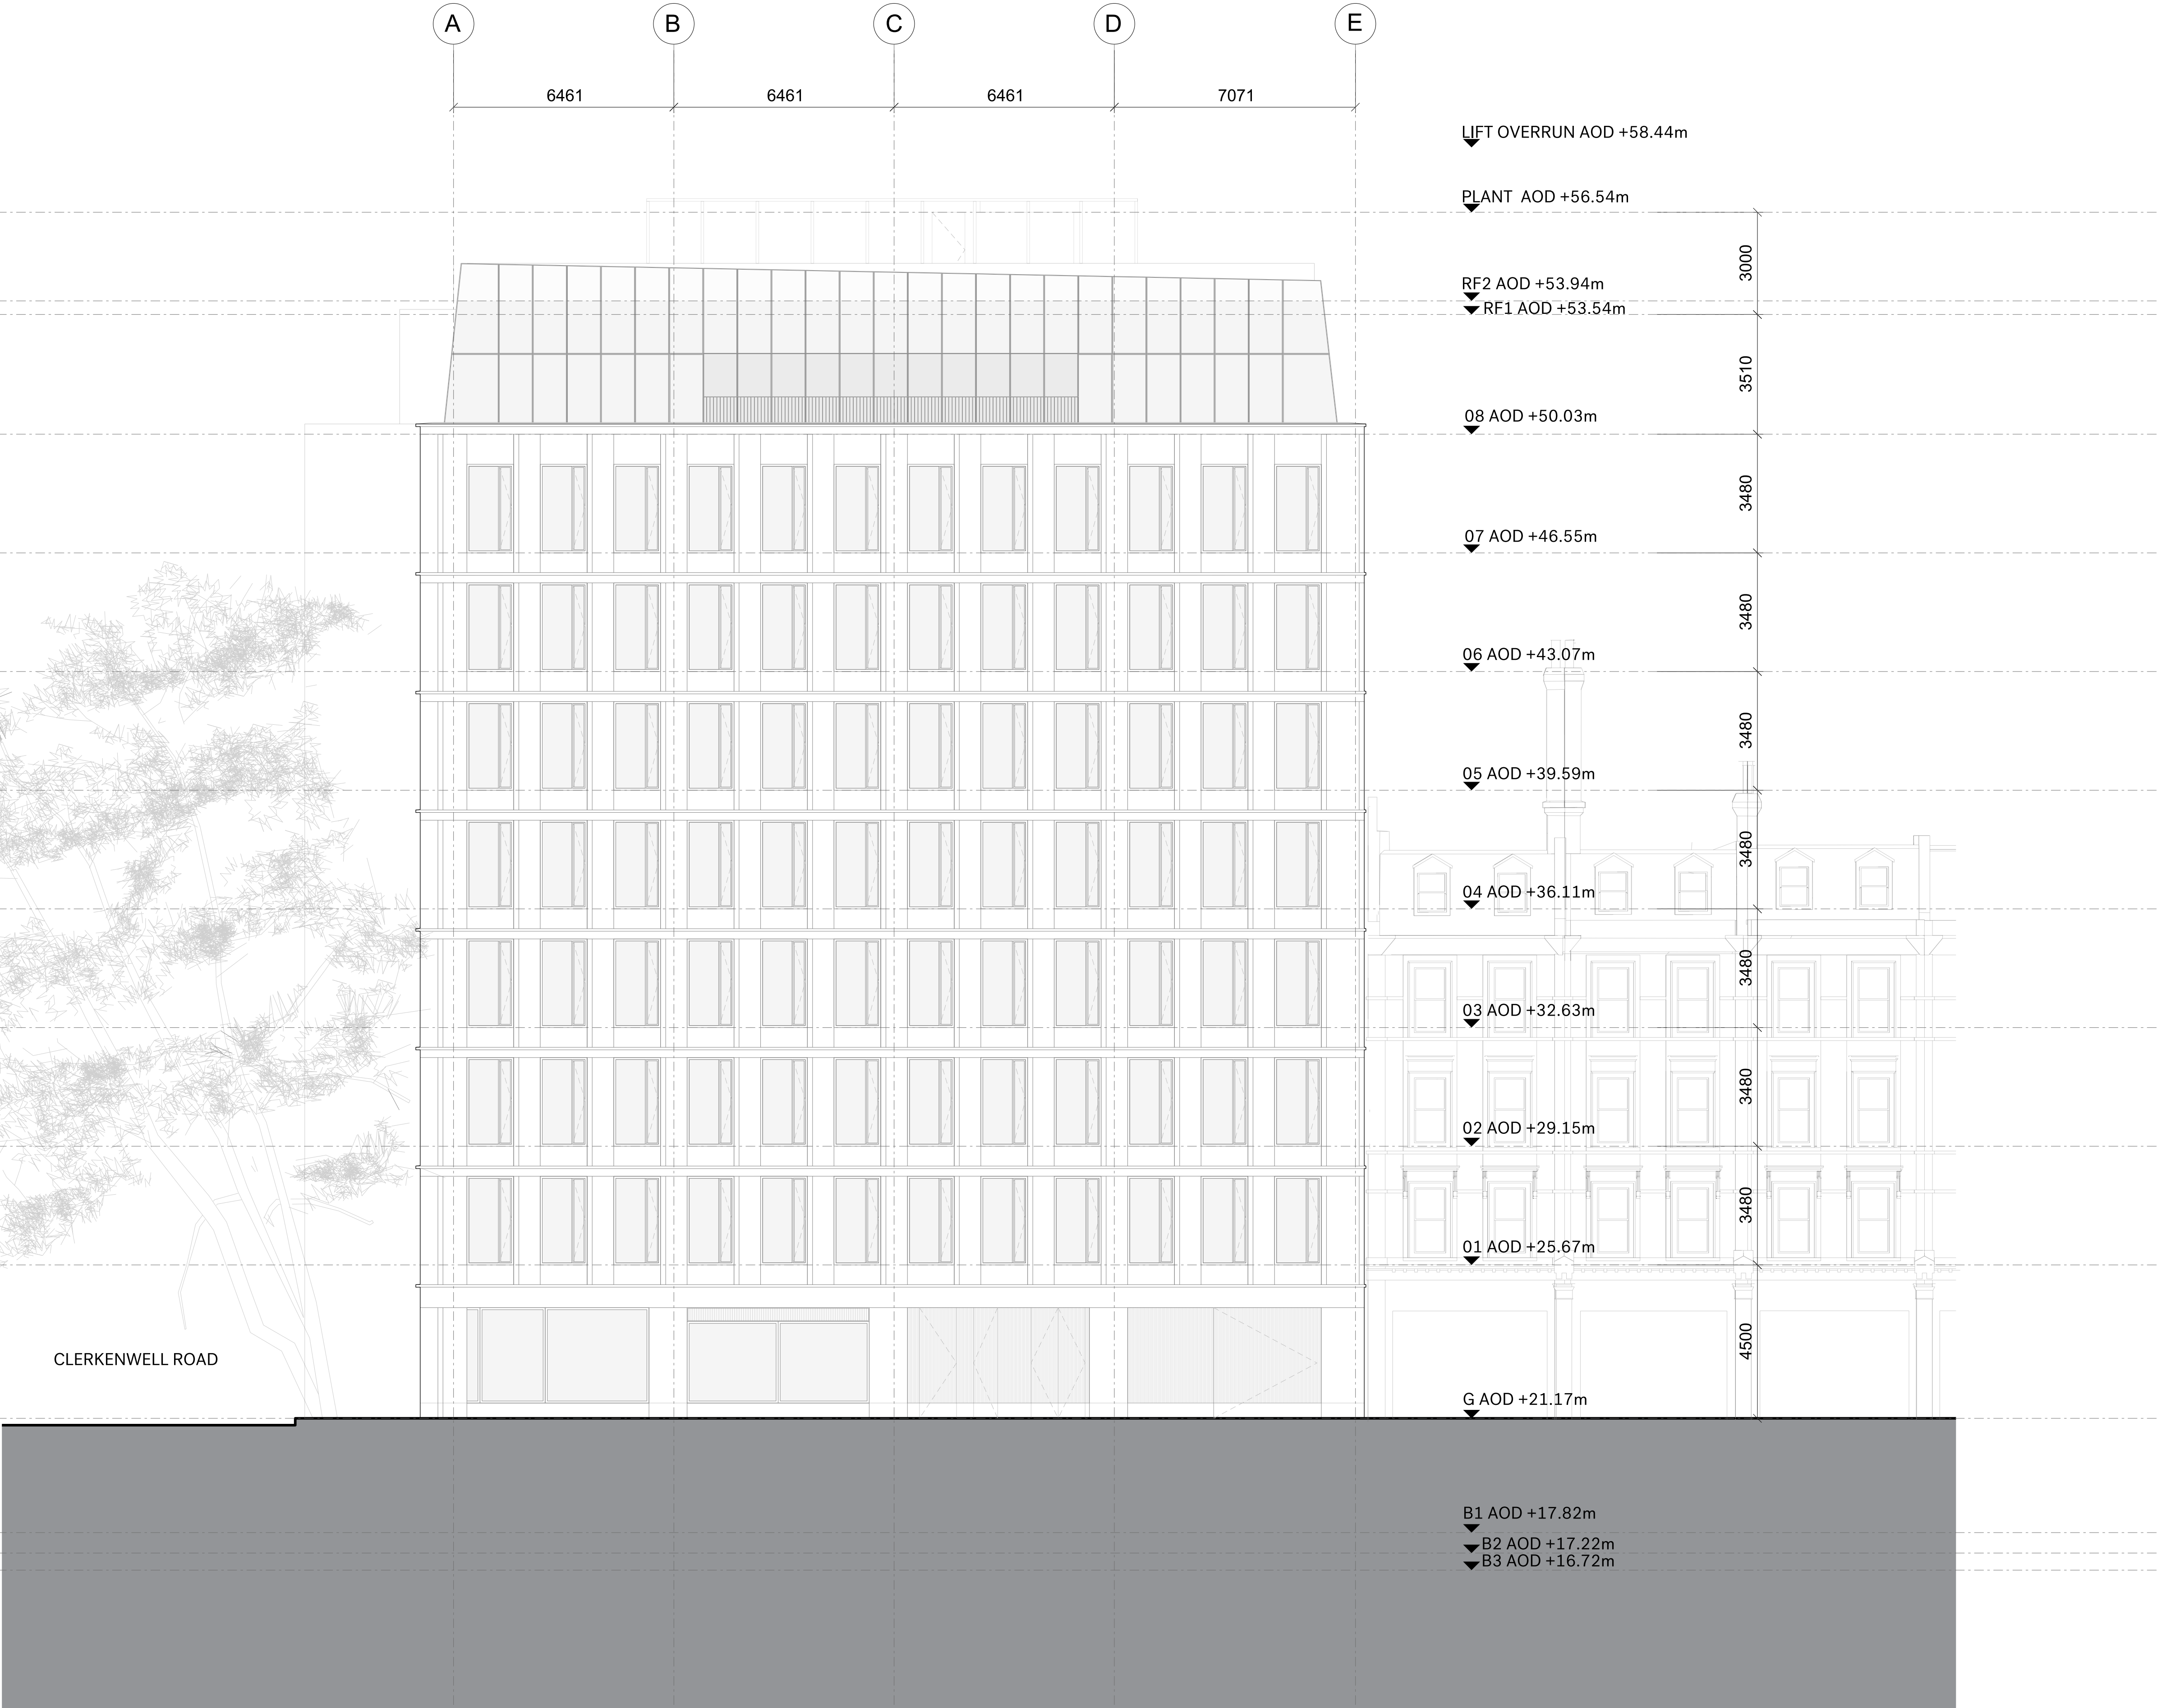 A B C D E
6461 6461 6461 7071
LIFT OVERRUN AOD +58.44m
PLANT AOD +56.54m
3000
RF2 AOD +53.94m
RF1 AOD +53.54m
3510
08 AOD +50.03m
3480
07 AOD +46.55m
3480
06 AOD +43.07m
3480
05 AOD +39.59m
3480
04 AOD +36.11m
3480
03 AOD +32.63m
3480
02 AOD +29.15m
3480
01 AOD +25.67m
4500
CLERKENWELL ROAD
G AOD +21.17m
B1 AOD +17.82m
B2 AOD +17.22m
B3 AOD +16.72m